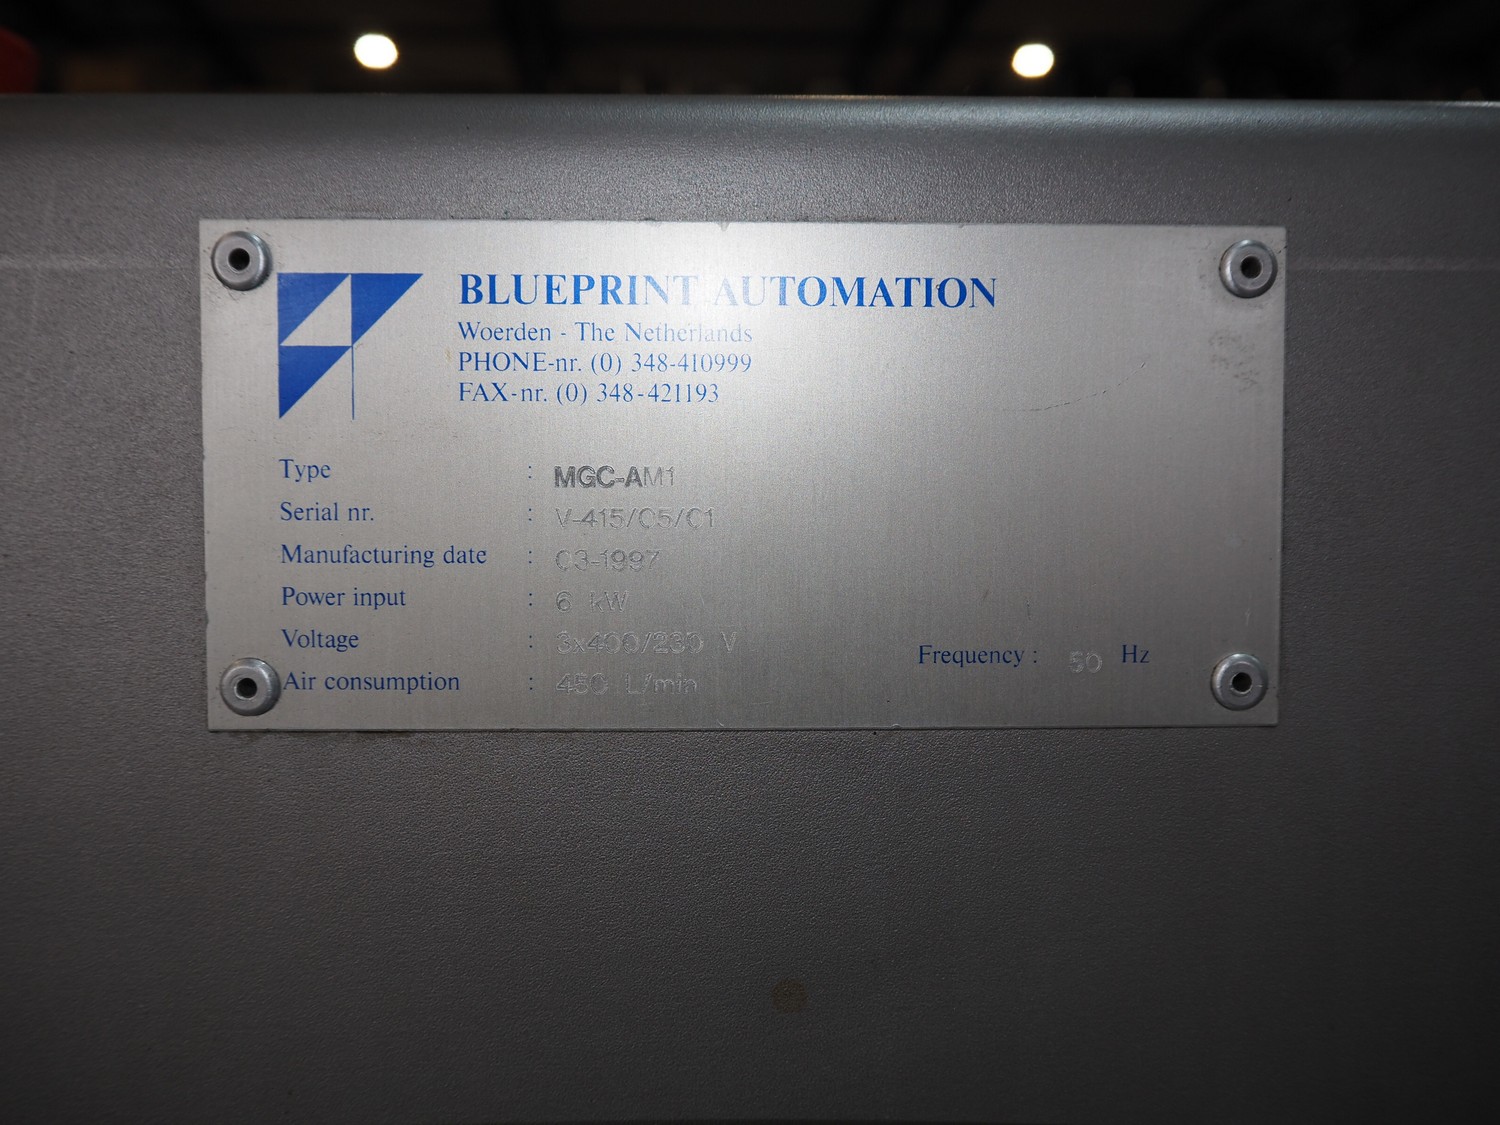 BLUEPRINT AUTOMATION
Woerden - The Netherlands
PHONE-nr. (0) 348-410999
FAX-nr. (0) 348-421193
Type : MGC-AM1
Serial nr. : V-415/05/01
Manufacturing date : 03-1997
Power input : 6 kW
Voltage : 3x400/230 V
Frequency : 50 Hz
Air consumption : 450 L/min